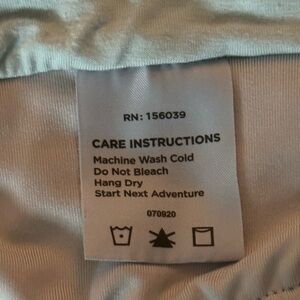 RN: 156039
CARE INSTRUCTIONS
Machine Wash Cold
Do Not Bleach
Hang Dry
Start Next Adventure
070920